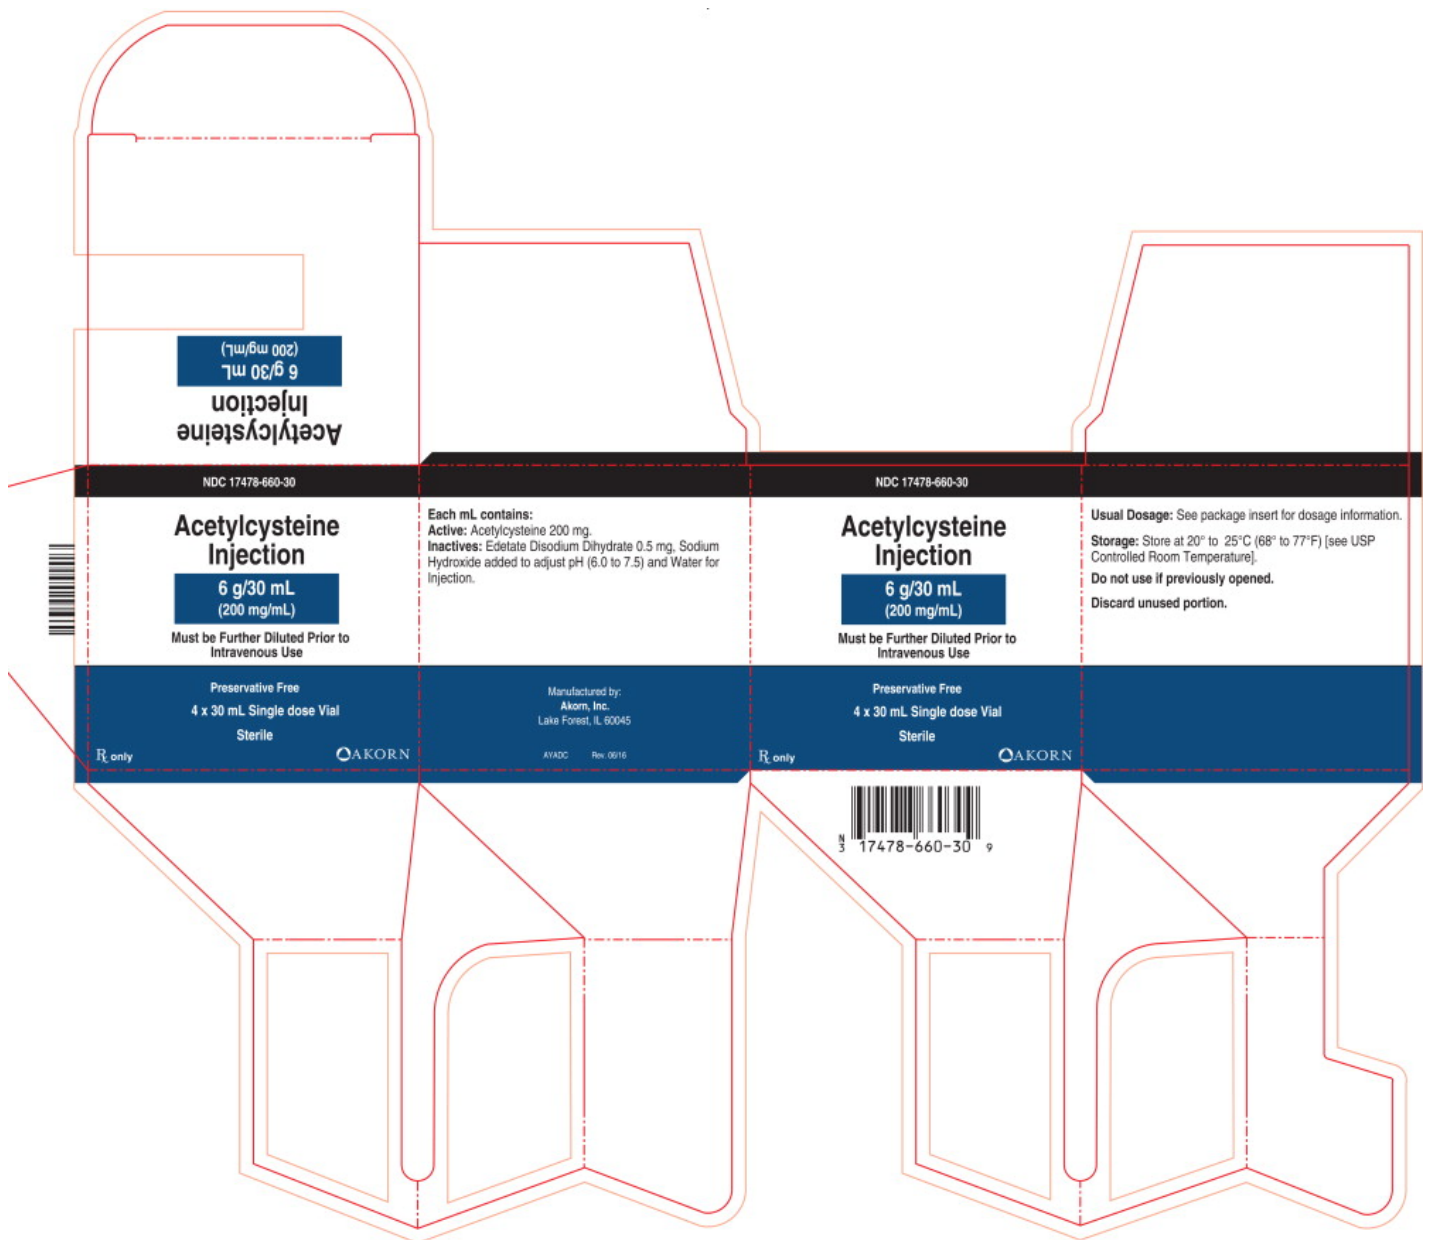 6 g/30 mL
(200 mg/mL)
Acetylcysteine
Injection
NDC 17478-660-30
Acetylcysteine
Injection
6 g/30 mL
(200 mg/mL)
Must be Further Diluted Prior to
Intravenous Use
Preservative Free
4 x 30 mL Single dose Vial
Sterile
Rx only
AKORN
Each mL contains:
Active: Acetylcysteine 200 mg.
Inactives: Edetate Disodium Dihydrate 0.5 mg, Sodium
Hydroxide added to adjust pH (6.0 to 7.5) and Water for
Injection.
Manufactured by:
Akorn, Inc.
Lake Forest, IL 60045
AYADC Rev. 06/16
NDC 17478-660-30
Acetylcysteine
Injection
6 g/30 mL
(200 mg/mL)
Must be Further Diluted Prior to
Intravenous Use
Preservative Free
4 x 30 mL Single dose Vial
Sterile
Rx only
AKORN
N
3 17478-660-30 9
Usual Dosage: See package insert for dosage information.
Storage: Store at 20° to 25°C (68° to 77°F) [see USP
Controlled Room Temperature].
Do not use if previously opened.
Discard unused portion.